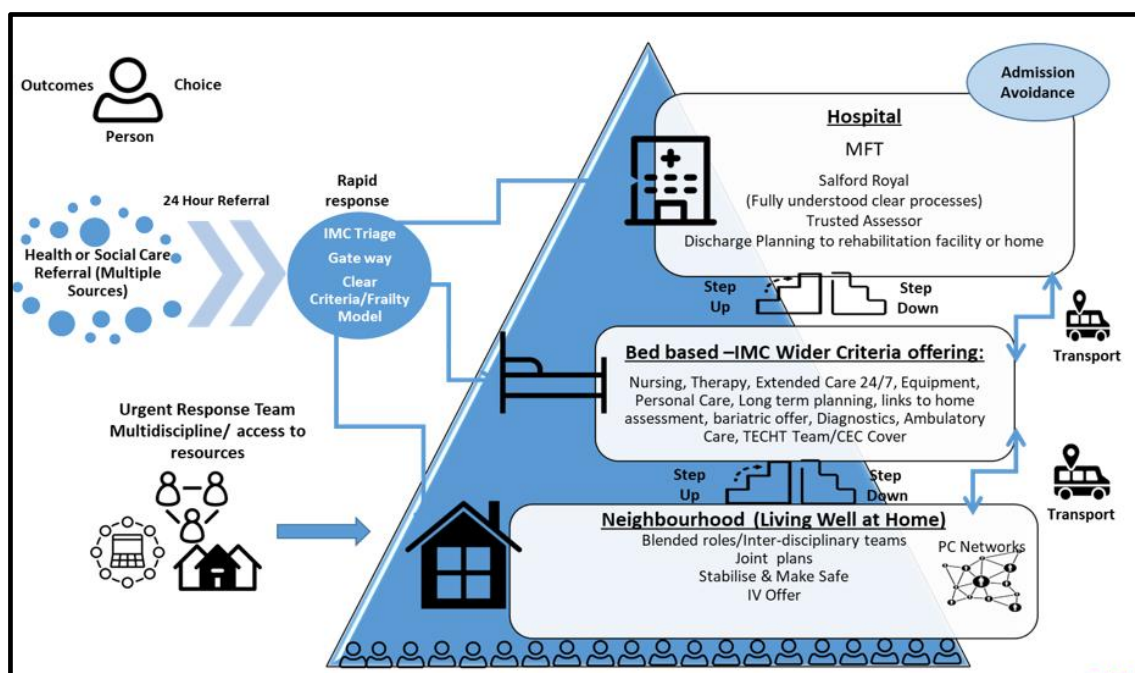 Outcomes
Choice
Person
Admission
Avoidance
Hospital
MFT
Salford Royal
(Fully understood clear processes)
Trusted Assessor
Discharge Planning to rehabilitation facility or home
24 Hour Referral
Rapid
response
Health or Social Care
Referral (Multiple
Sources)
IMC Triage
Gate way
Clear
Criteria/Frailty
Model
Step
Up
Step
Down
Transport
Bed based –IMC Wider Criteria offering:
Nursing, Therapy, Extended Care 24/7, Equipment,
Personal Care, Long term planning, links to home
assessment, bariatric offer, Diagnostics, Ambulatory
Care, TECHT Team/CEC Cover
Urgent Response Team
Multidiscipline/ access to
resources
Step
Up
Step
Down
Transport
Neighbourhood (Living Well at Home)
Blended roles/Inter-disciplinary teams
Joint plans
Stabilise & Make Safe
IV Offer
PC Networks